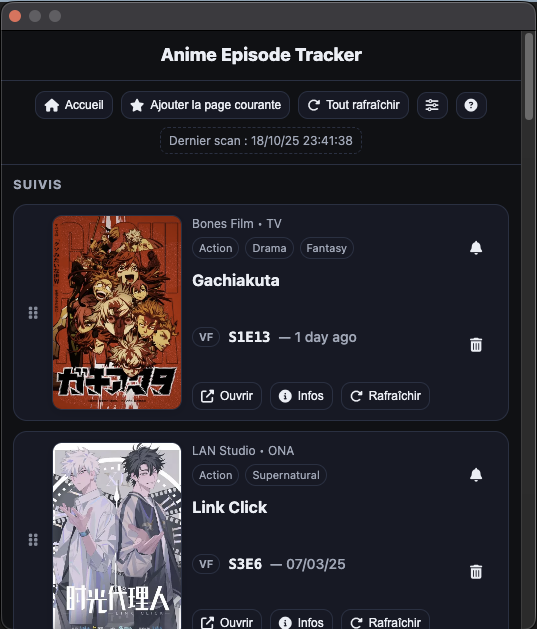 Anime Episode Tracker
Accueil
Ajouter la page courante
Tout rafraîchir
Dernier scan : 18/10/25 23:41:38
SUIVIS
Bones Film • TV
Action Drama Fantasy
Gachiakuta
VF S1E13 — 1 day ago
Ouvrir Infos Rafraîchir
ガチアクタ
LAN Studio • ONA
Action Supernatural
Link Click
VF S3E6 — 07/03/25
时光代理人
LINK CLICK
Ouvrir Infos Rafraîchir